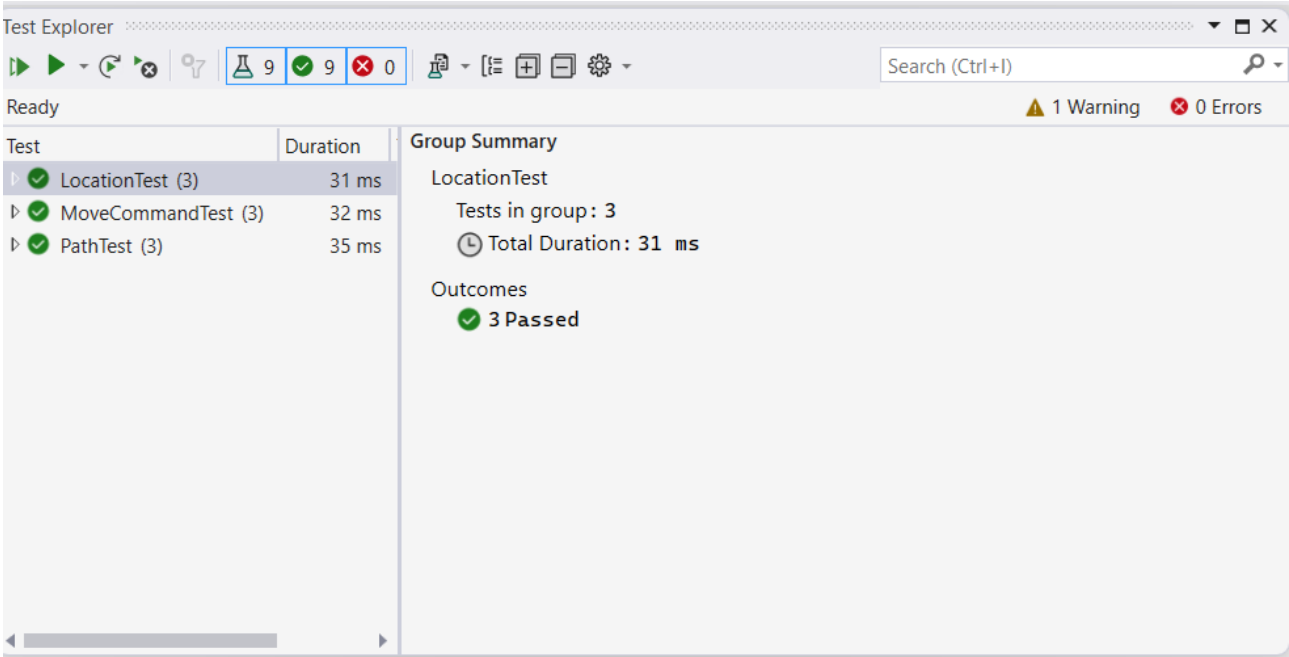 Test Explorer
9 9 0 Search (Ctrl+I)
Ready 1 Warning 0 Errors
Test Duration
LocationTest (3) 31 ms
MoveCommandTest (3) 32 ms
PathTest (3) 35 ms
Group Summary
LocationTest
Tests in group: 3
Total Duration: 31 ms
Outcomes
3 Passed